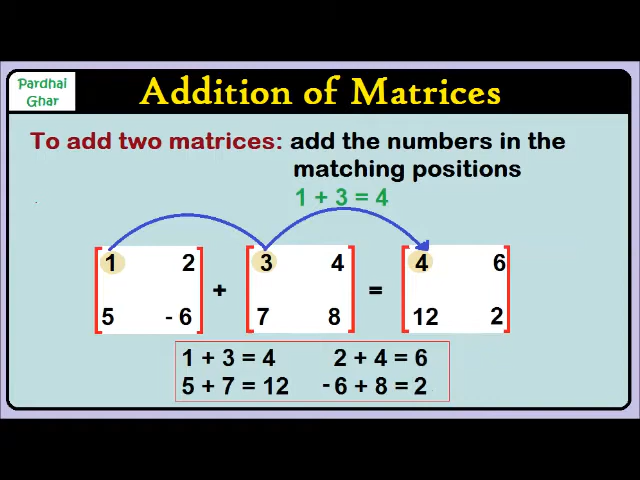 Pardhai
Ghar
Addition of Matrices
To add two matrices: add the numbers in the
matching positions
1 + 3 = 4
1 2 3 4 4 6
+ =
5 - 6 7 8 12 2
1 + 3 = 4 2 + 4 = 6
5 + 7 = 12 - 6 + 8 = 2